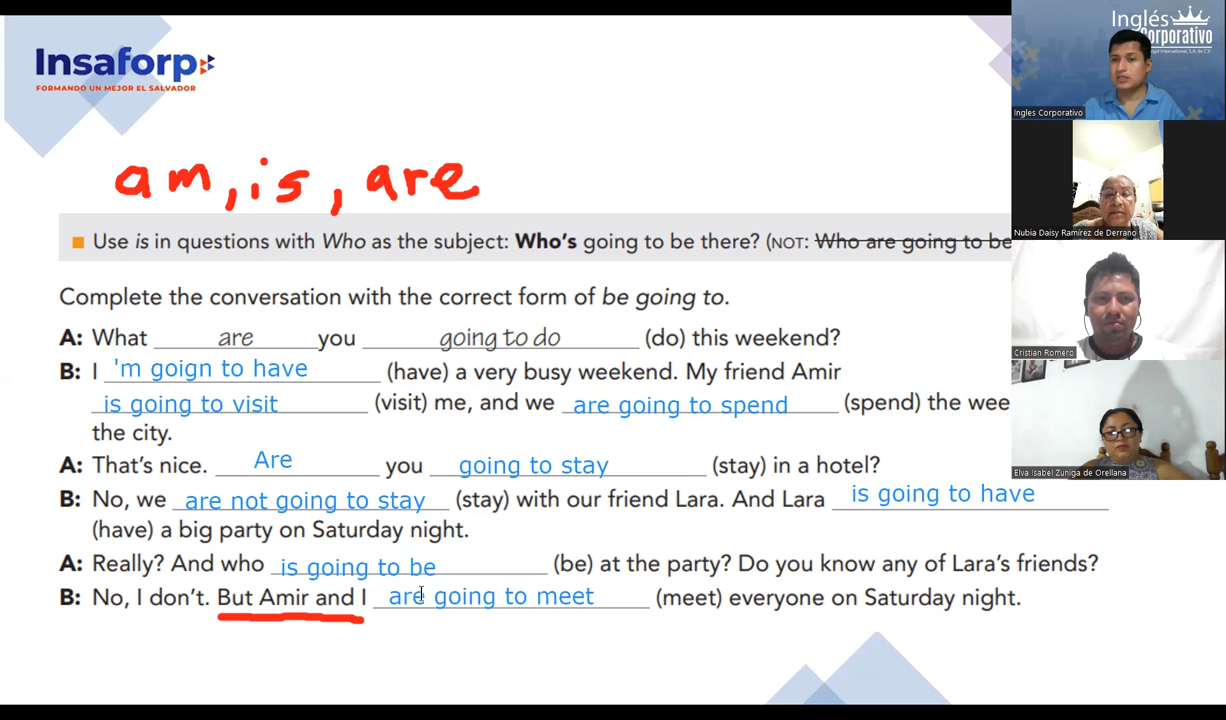 Insaforp
FORMANDO UN MEJOR EL SALVADOR
Inglés
Corporativo
Ingles Corporativo
Nubia Daisy Ramírez de Derrano
Cristian Romero
Elva Isabel Zuniga de Orellana
am, is, are
Use is in questions with Who as the subject: Who's going to be there? (NOT: Who are going to be
Complete the conversation with the correct form of be going to.
A: What are you going to do (do) this weekend?
B: I 'm goign to have (have) a very busy weekend. My friend Amir
is going to visit (visit) me, and we are going to spend (spend) the wee
the city.
A: That's nice. Are you going to stay (stay) in a hotel?
B: No, we are not going to stay (stay) with our friend Lara. And Lara is going to have
(have) a big party on Saturday night.
A: Really? And who is going to be (be) at the party? Do you know any of Lara's friends?
B: No, I don't. But Amir and I are going to meet (meet) everyone on Saturday night.